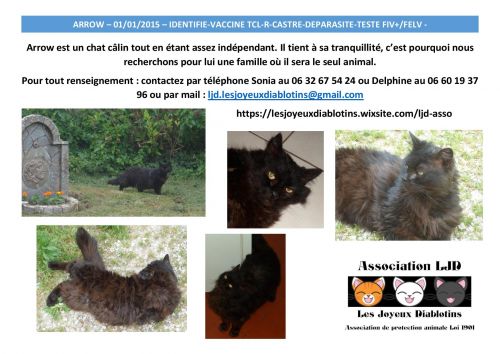 ARROW – 01/01/2015 – IDENTIFIE-VACCINE TCL-R-CASTRE-DEPARASITE-TESTE FIV+/FELV -
Arrow est un chat câlin tout en étant assez indépendant. Il tient à sa tranquillité, c’est pourquoi nous
recherchons pour lui une famille où il sera le seul animal.
Pour tout renseignement : contactez par téléphone Sonia au 06 32 67 54 24 ou Delphine au 06 60 19 37
96 ou par mail : ljd.lesjoyeuxdiablotins@gmail.com
https://lesjoyeuxdiablotins.wixsite.com/ljd-asso
Association LJD
Les Joyeux Diablotins
Association de protection animale Loi 1901